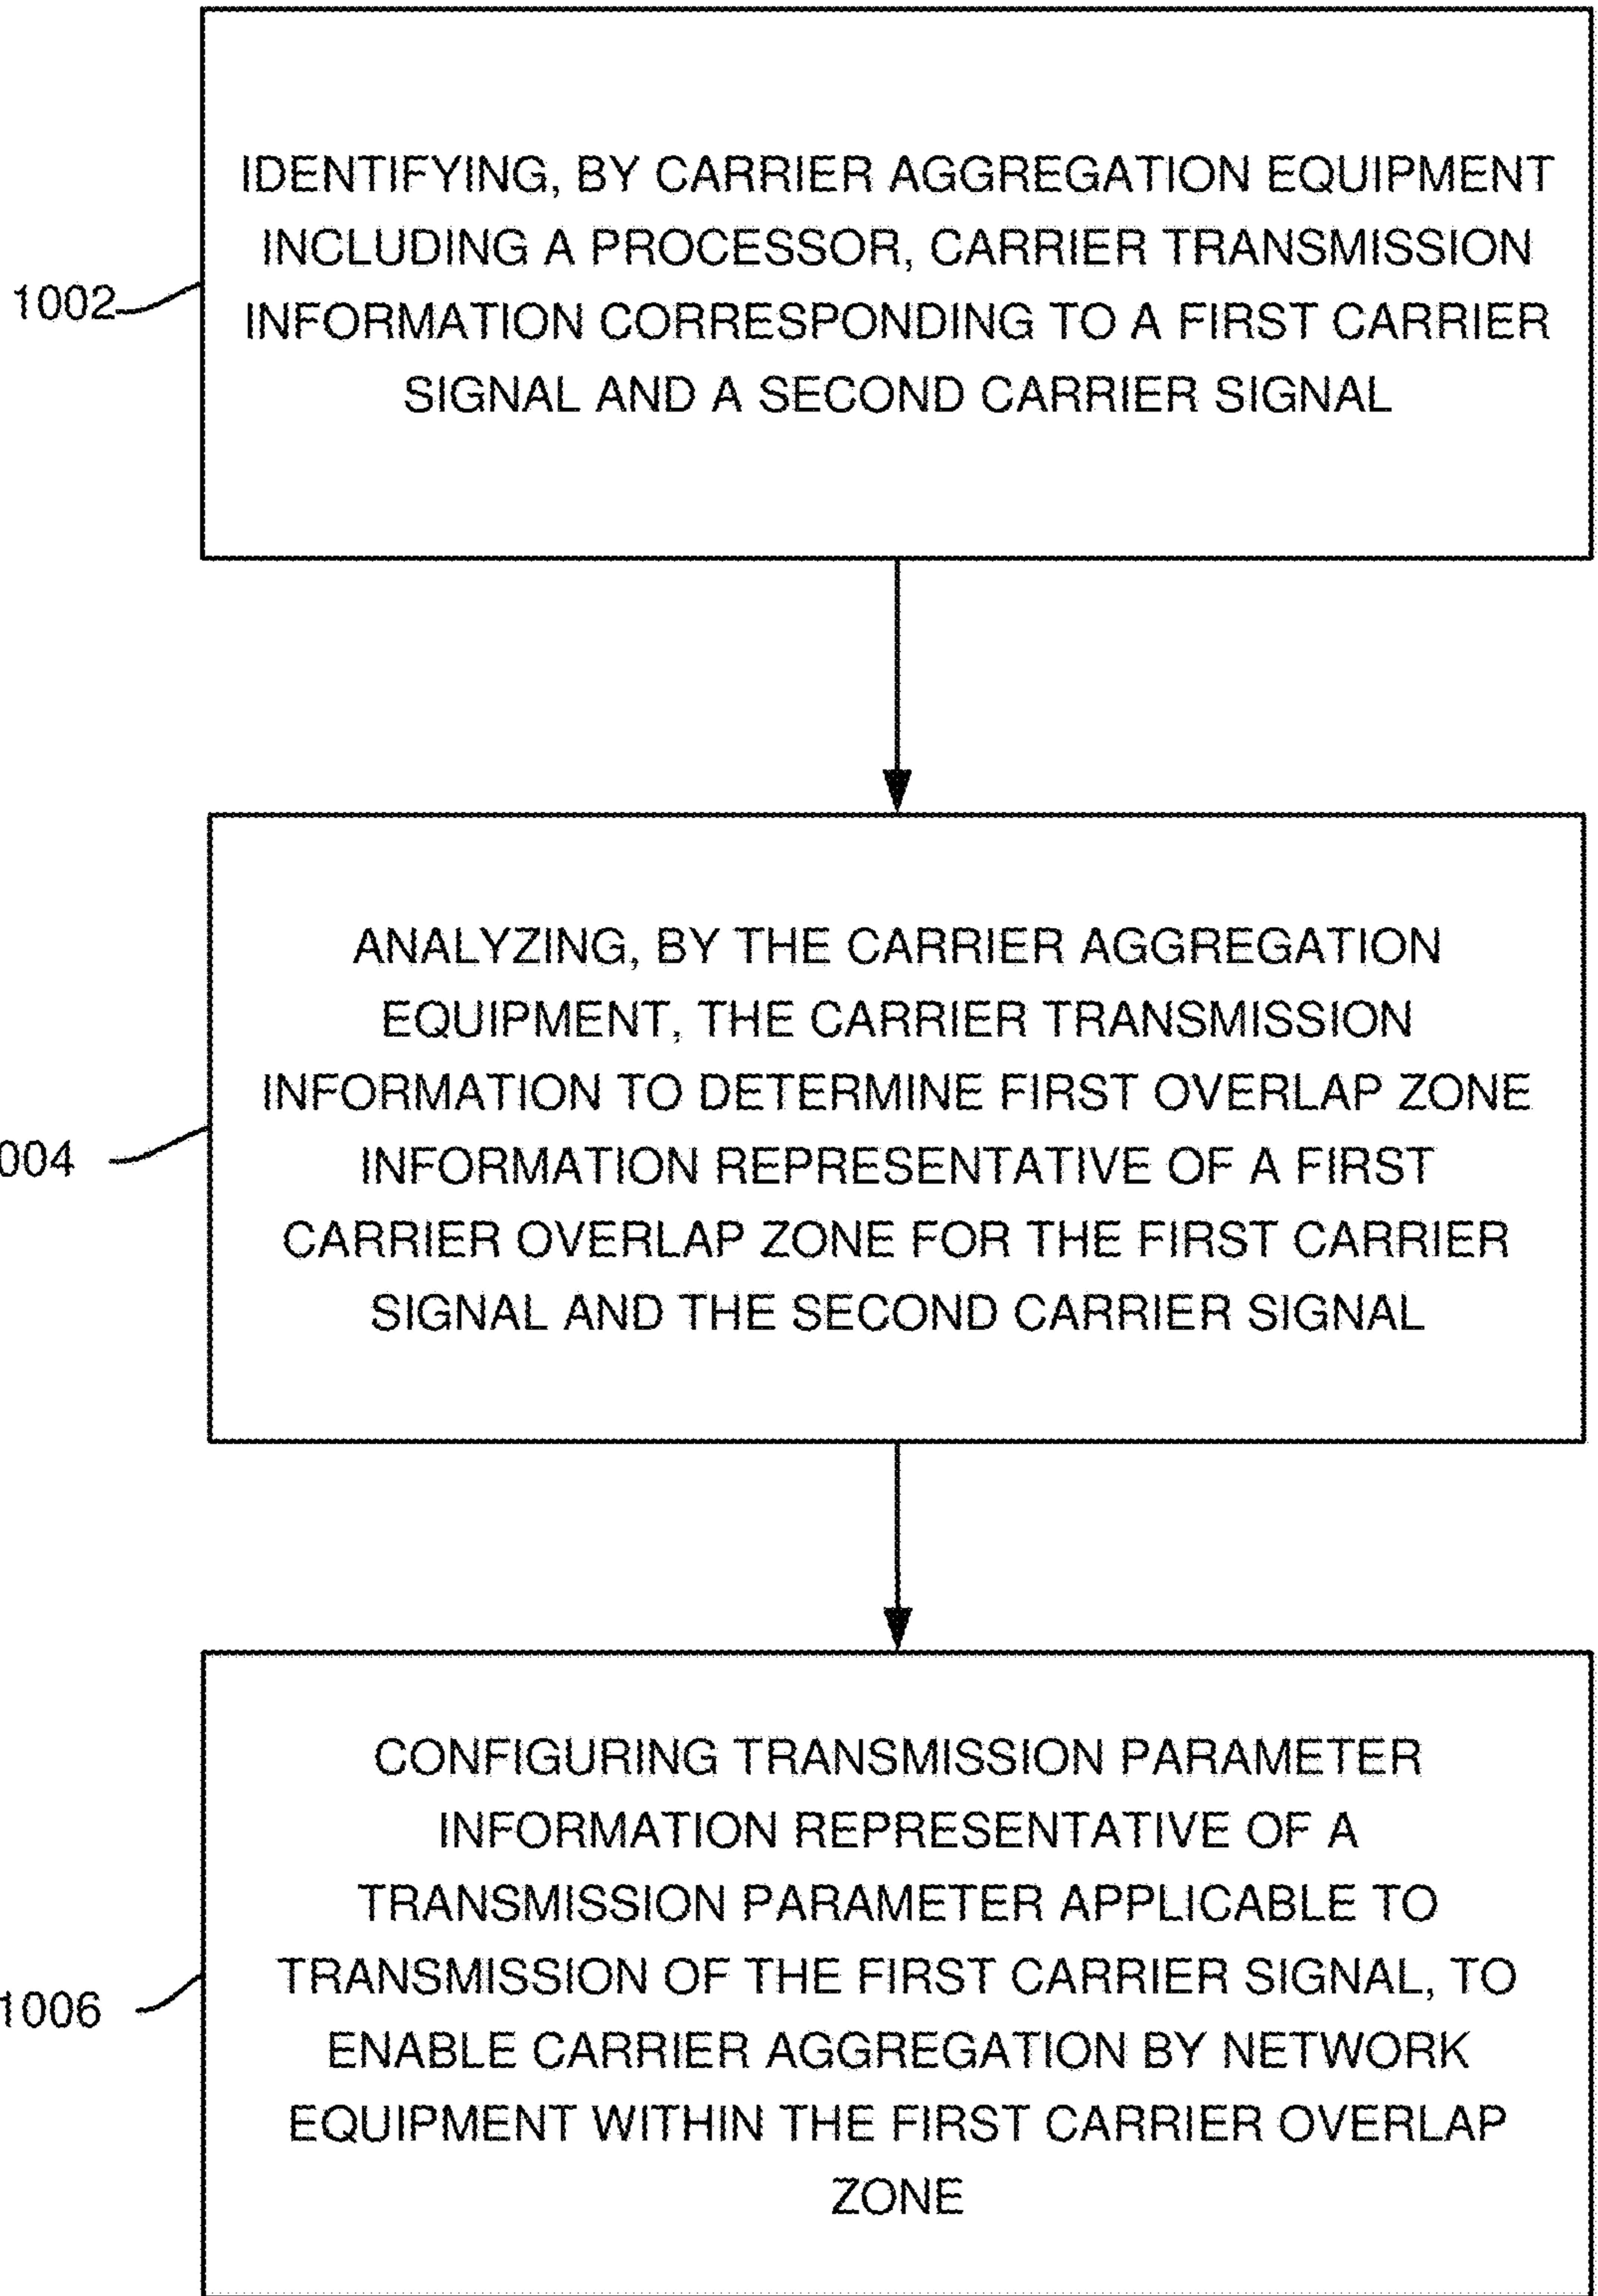 1002
IDENTIFYING, BY CARRIER AGGREGATION EQUIPMENT
INCLUDING A PROCESSOR, CARRIER TRANSMISSION
INFORMATION CORRESPONDING TO A FIRST CARRIER
SIGNAL AND A SECOND CARRIER SIGNAL
004
ANALYZING, BY THE CARRIER AGGREGATION
EQUIPMENT, THE CARRIER TRANSMISSION
INFORMATION TO DETERMINE FIRST OVERLAP ZONE
INFORMATION REPRESENTATIVE OF A FIRST
CARRIER OVERLAP ZONE FOR THE FIRST CARRIER
SIGNAL AND THE SECOND CARRIER SIGNAL
1006
CONFIGURING TRANSMISSION PARAMETER
INFORMATION REPRESENTATIVE OF A
TRANSMISSION PARAMETER APPLICABLE TO
TRANSMISSION OF THE FIRST CARRIER SIGNAL, TO
ENABLE CARRIER AGGREGATION BY NETWORK
EQUIPMENT WITHIN THE FIRST CARRIER OVERLAP
ZONE